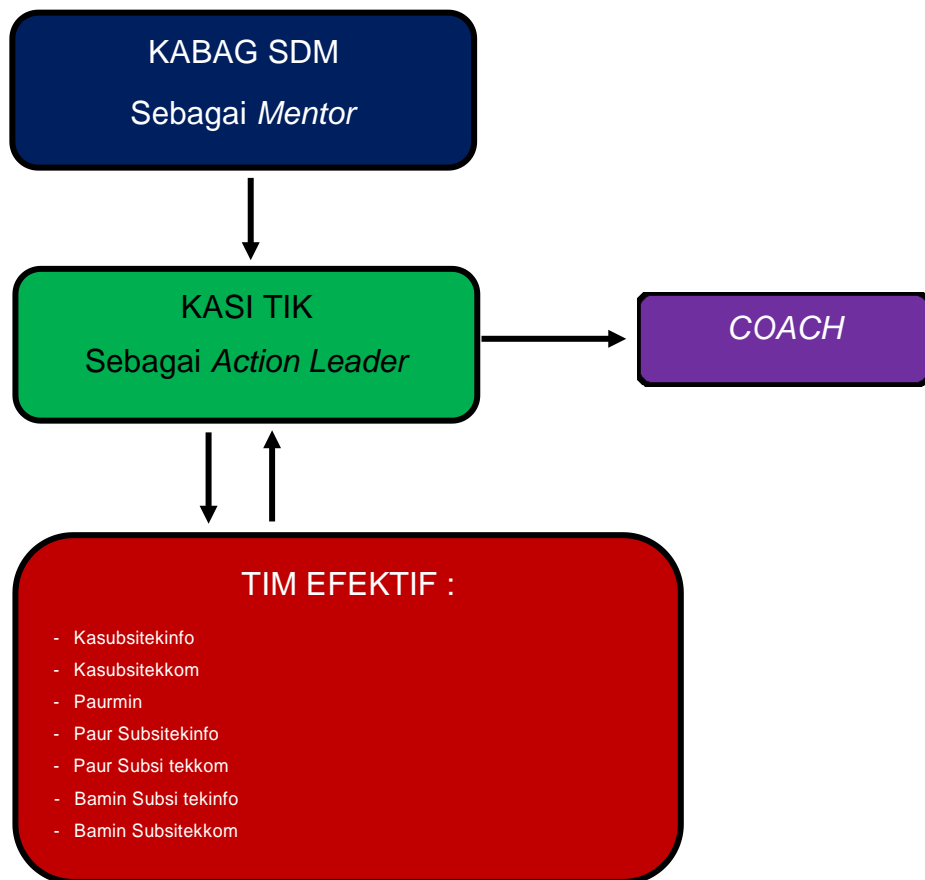 KABAG SDM
Sebagai Mentor
KASI TIK
Sebagai Action Leader
COACH
TIM EFEKTIF :
- Kasubsitekinfo
- Kasubsitekkom
- Paurmin
- Paur Subsitekinfo
- Paur Subsi tekkom
- Bamin Subsi tekinfo
- Bamin Subsitekkom